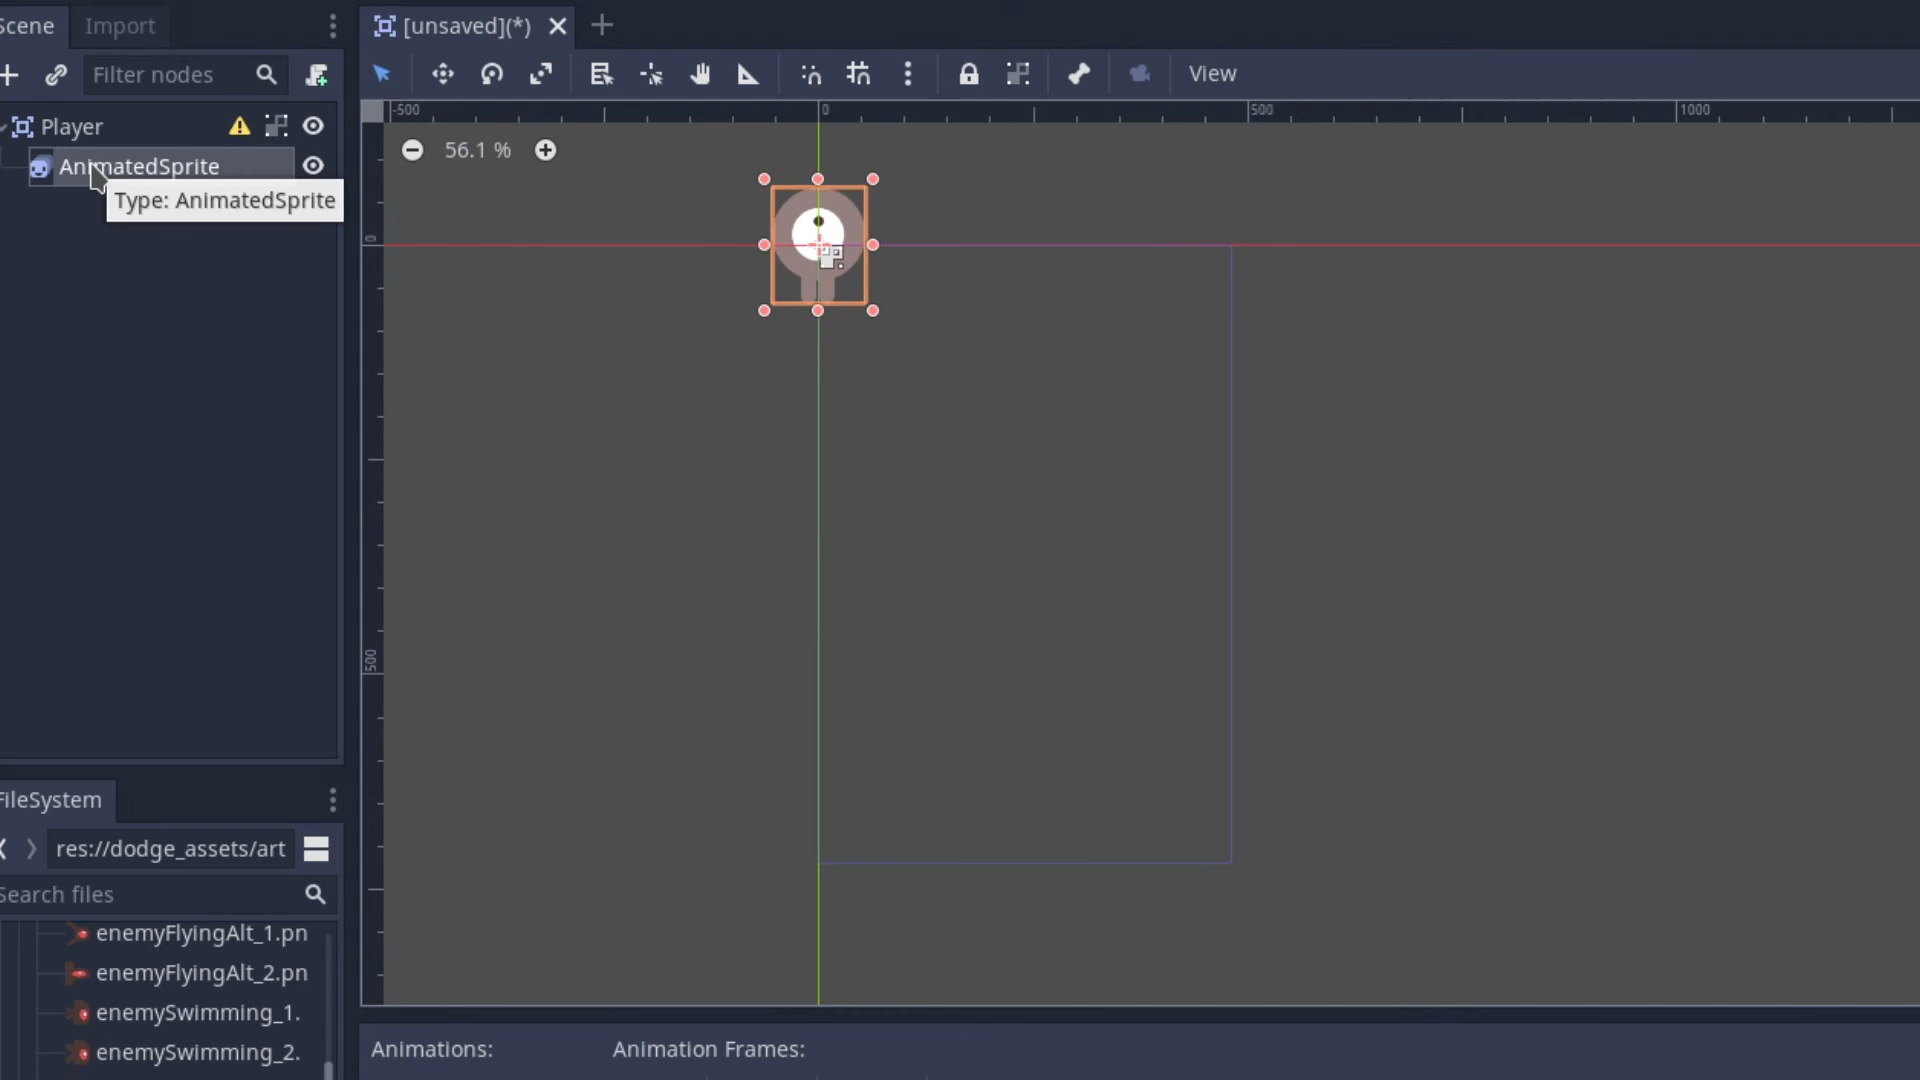 Scene
Import
[unsaved](*)
Filter nodes
View
-500
0
500
1000
Player
56.1 %
AnimatedSprite
Type: AnimatedSprite
0
500
FileSystem
res://dodge_assets/art
Search files
enemyFlyingAlt_1.pn
enemyFlyingAlt_2.pn
enemySwimming_1.
enemySwimming_2.
Animations:
Animation Frames: